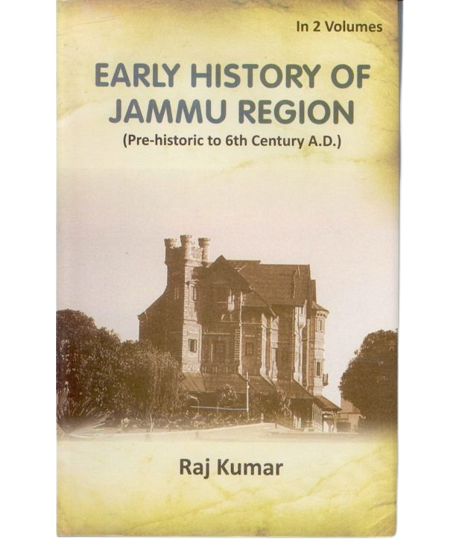 In 2 Volumes
EARLY HISTORY OF
JAMMU REGION
(Pre-historic to 6th Century A.D.)
Raj Kumar